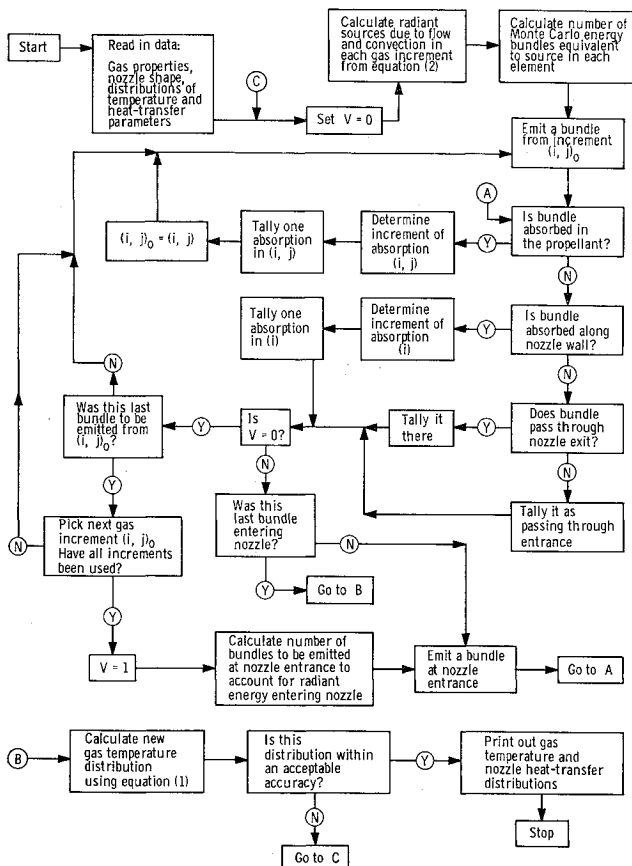 Start
Read in data:
Gas properties,
nozzle shape,
distributions of
temperature and
heat-transfer
parameters
C
Set V = 0
Calculate radiant
sources due to flow
and convection in
each gas increment
from equation (2)
Calculate number of
Monte Carlo energy
bundles equivalent
to source in each
element
Emit a bundle
from increment
(i, j)0
A
Is bundle
absorbed in
the propellant?
Y
Determine
increment of
absorption
(i, j)
Tally one
absorption
in (i, j)
(i, j)0 = (i, j)
N
Is bundle
absorbed along
nozzle wall?
Y
Determine
increment of
absorption
(i)
Tally one
absorption
in (i)
N
Does bundle
pass through
nozzle exit?
Y
Tally it
there
Is
V = 0?
Y
Was this last
bundle to be
emitted from
(i, j)0?
N
N
Tally it as
passing through
entrance
N
Was this
last bundle
entering
nozzle?
N
Y
Go to B
Y
Pick next gas
increment (i, j)0
Have all increments
been used?
N
Y
V = 1
Calculate number of
bundles to be emitted
at nozzle entrance to
account for radiant
energy entering nozzle
Emit a bundle
at nozzle
entrance
Go to A
B
Calculate new
gas temperature
distribution
using equation (1)
Is this
distribution within
an acceptable
accuracy?
Y
Print out gas
temperature and
nozzle heat-transfer
distributions
N
Go to C
Stop